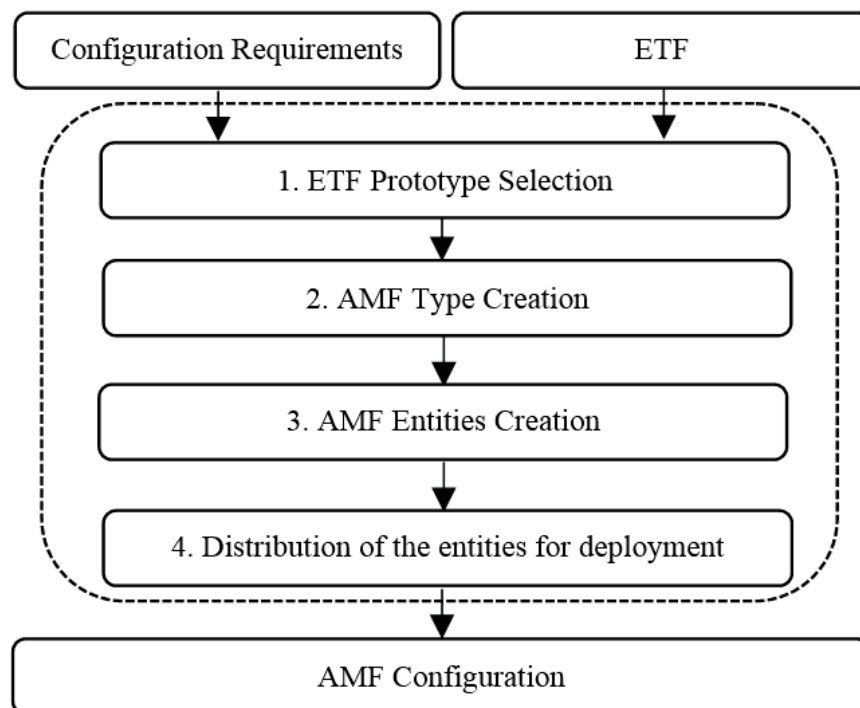 Configuration Requirements
ETF
1. ETF Prototype Selection
2. AMF Type Creation
3. AMF Entities Creation
4. Distribution of the entities for deployment
AMF Configuration